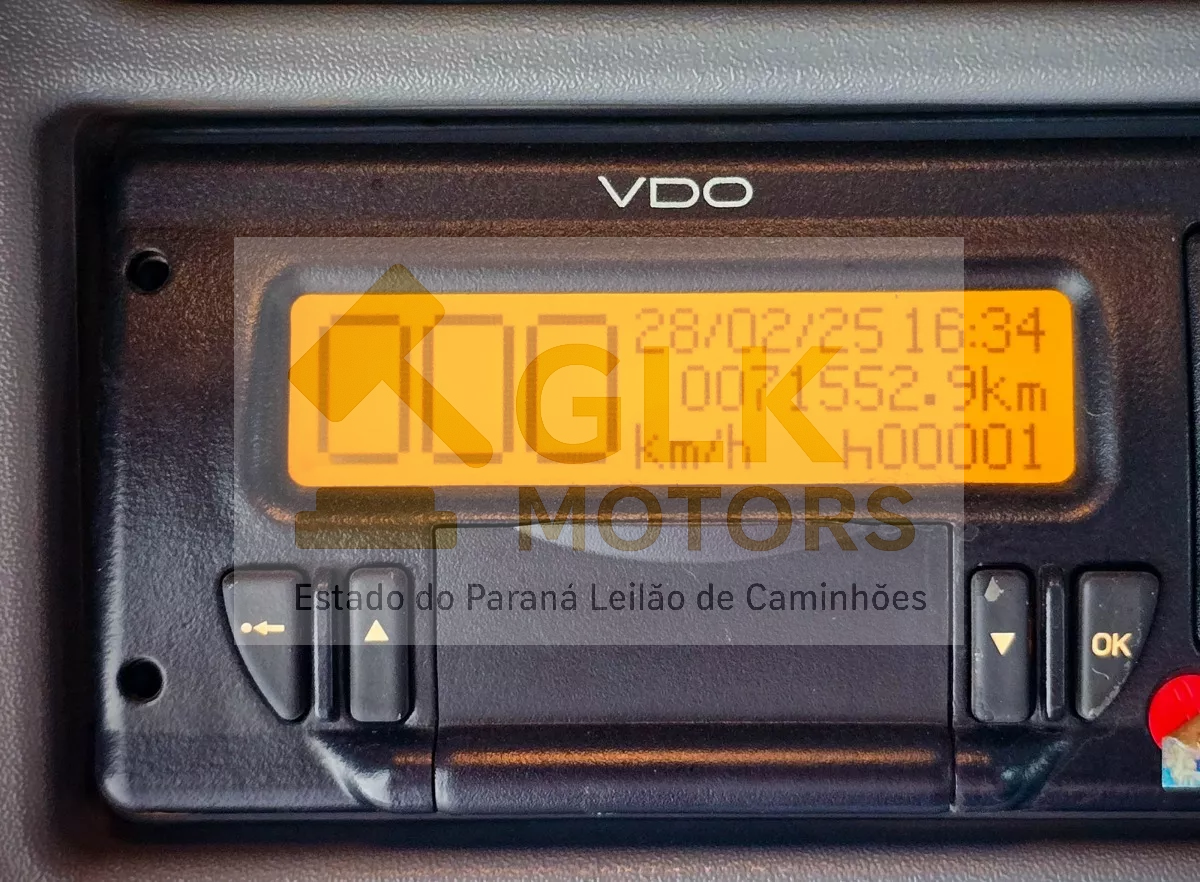 VDO
000
28/02/25 16:34
0071552.9km
km/h h00001
GLK
MOTORS
Estado do Paraná Leilão de Caminhões
OK